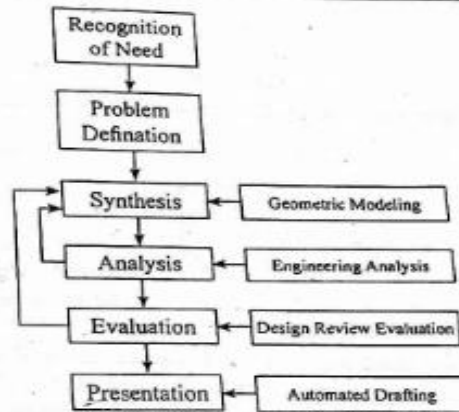 Recognition
of Need
Problem
Defination
Synthesis
Geometric Modeling
Analysis
Engineering Analysis
Evaluation
Design Review Evaluation
Presentation
Automated Drafting